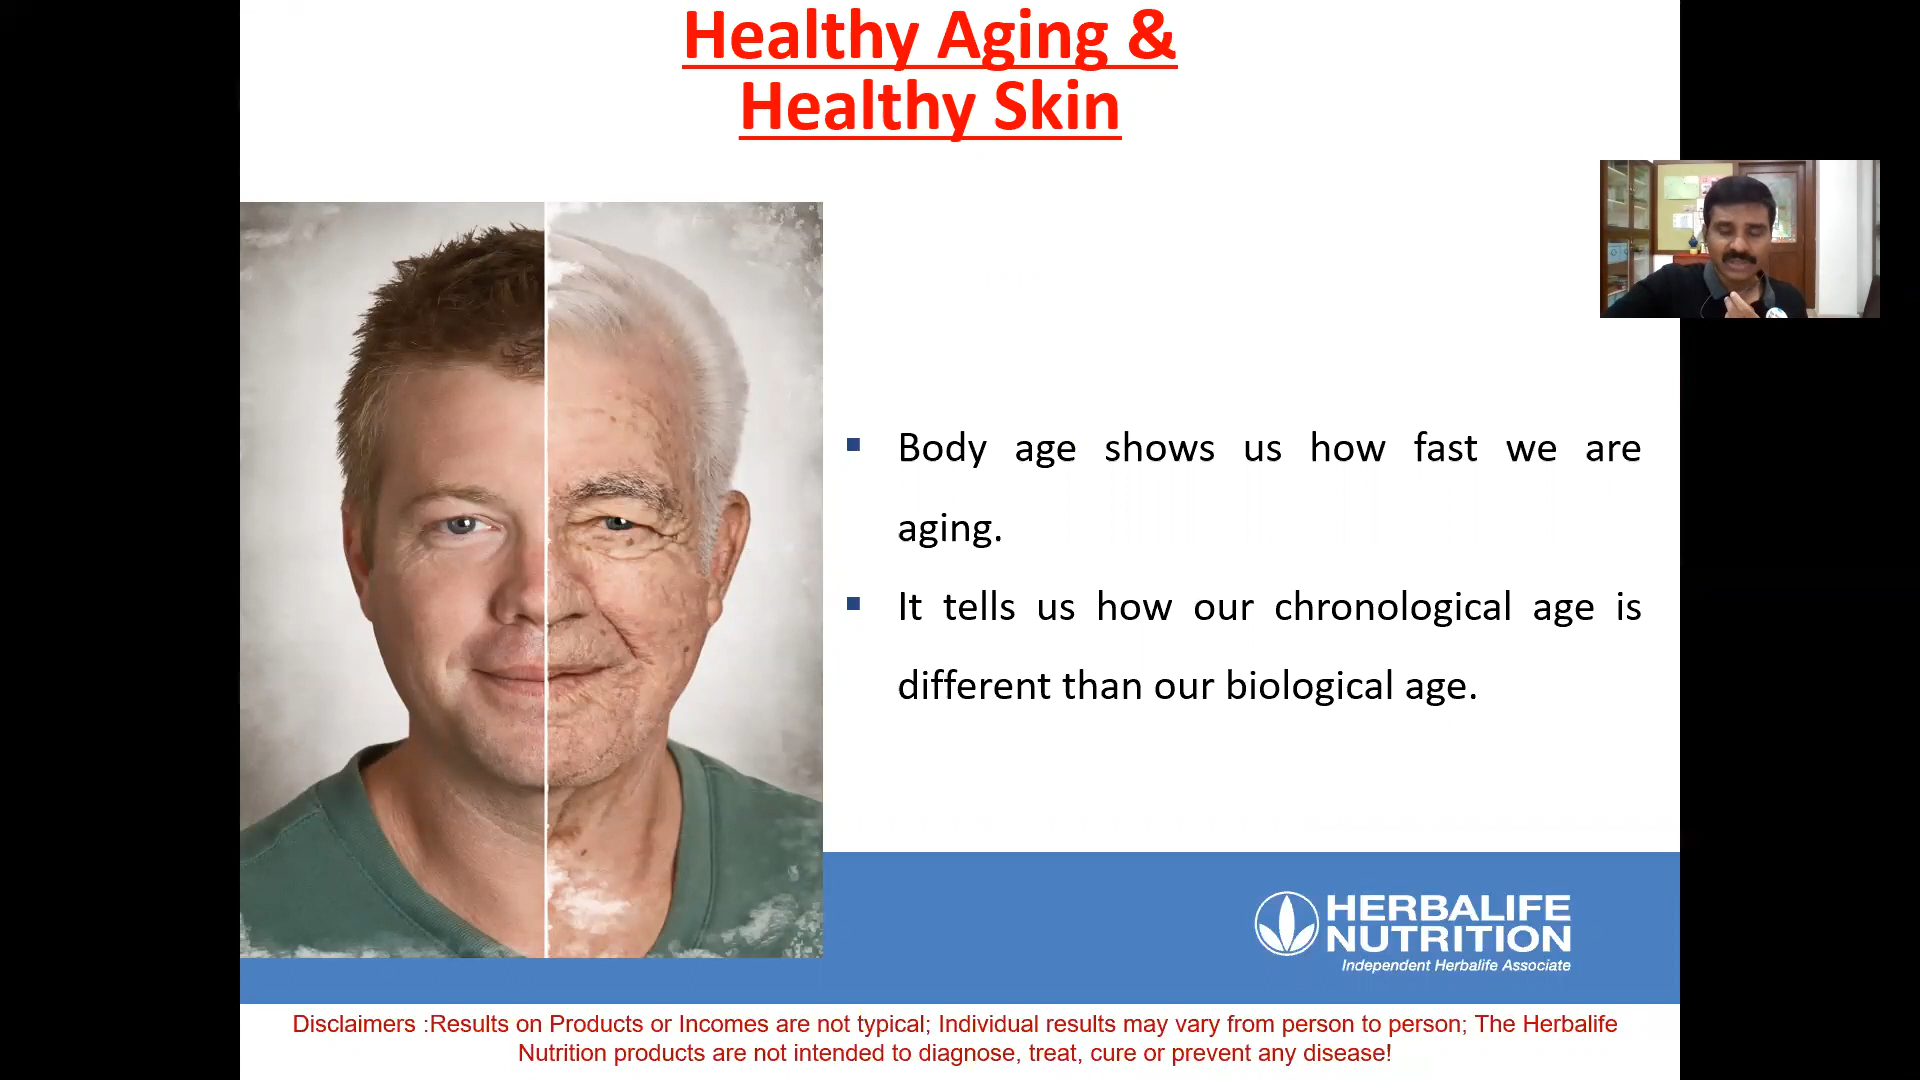 Healthy Aging &
Healthy Skin
▪ Body age shows us how fast we are
aging.
▪ It tells us how our chronological age is
different than our biological age.
HERBALIFE
NUTRITION
Independent Herbalife Associate
Disclaimers :Results on Products or Incomes are not typical; Individual results may vary from person to person; The Herbalife
Nutrition products are not intended to diagnose, treat, cure or prevent any disease!